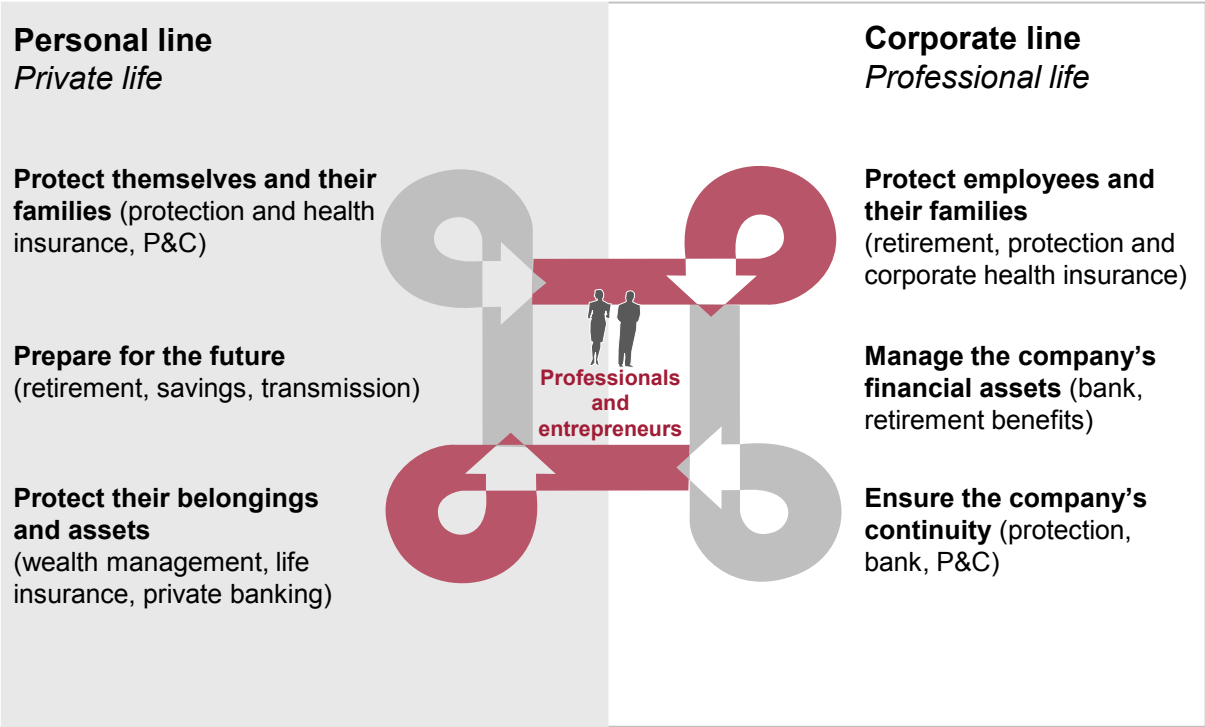 Personal line
Private life
Protect themselves and their
families (protection and health
insurance, P&C)
Prepare for the future
(retirement, savings, transmission)
Protect their belongings
and assets
(wealth management, life
insurance, private banking)
Professionals
and
entrepreneurs
Corporate line
Professional life
Protect employees and
their families
(retirement, protection and
corporate health insurance)
Manage the company’s
financial assets (bank,
retirement benefits)
Ensure the company’s
continuity (protection,
bank, P&C)